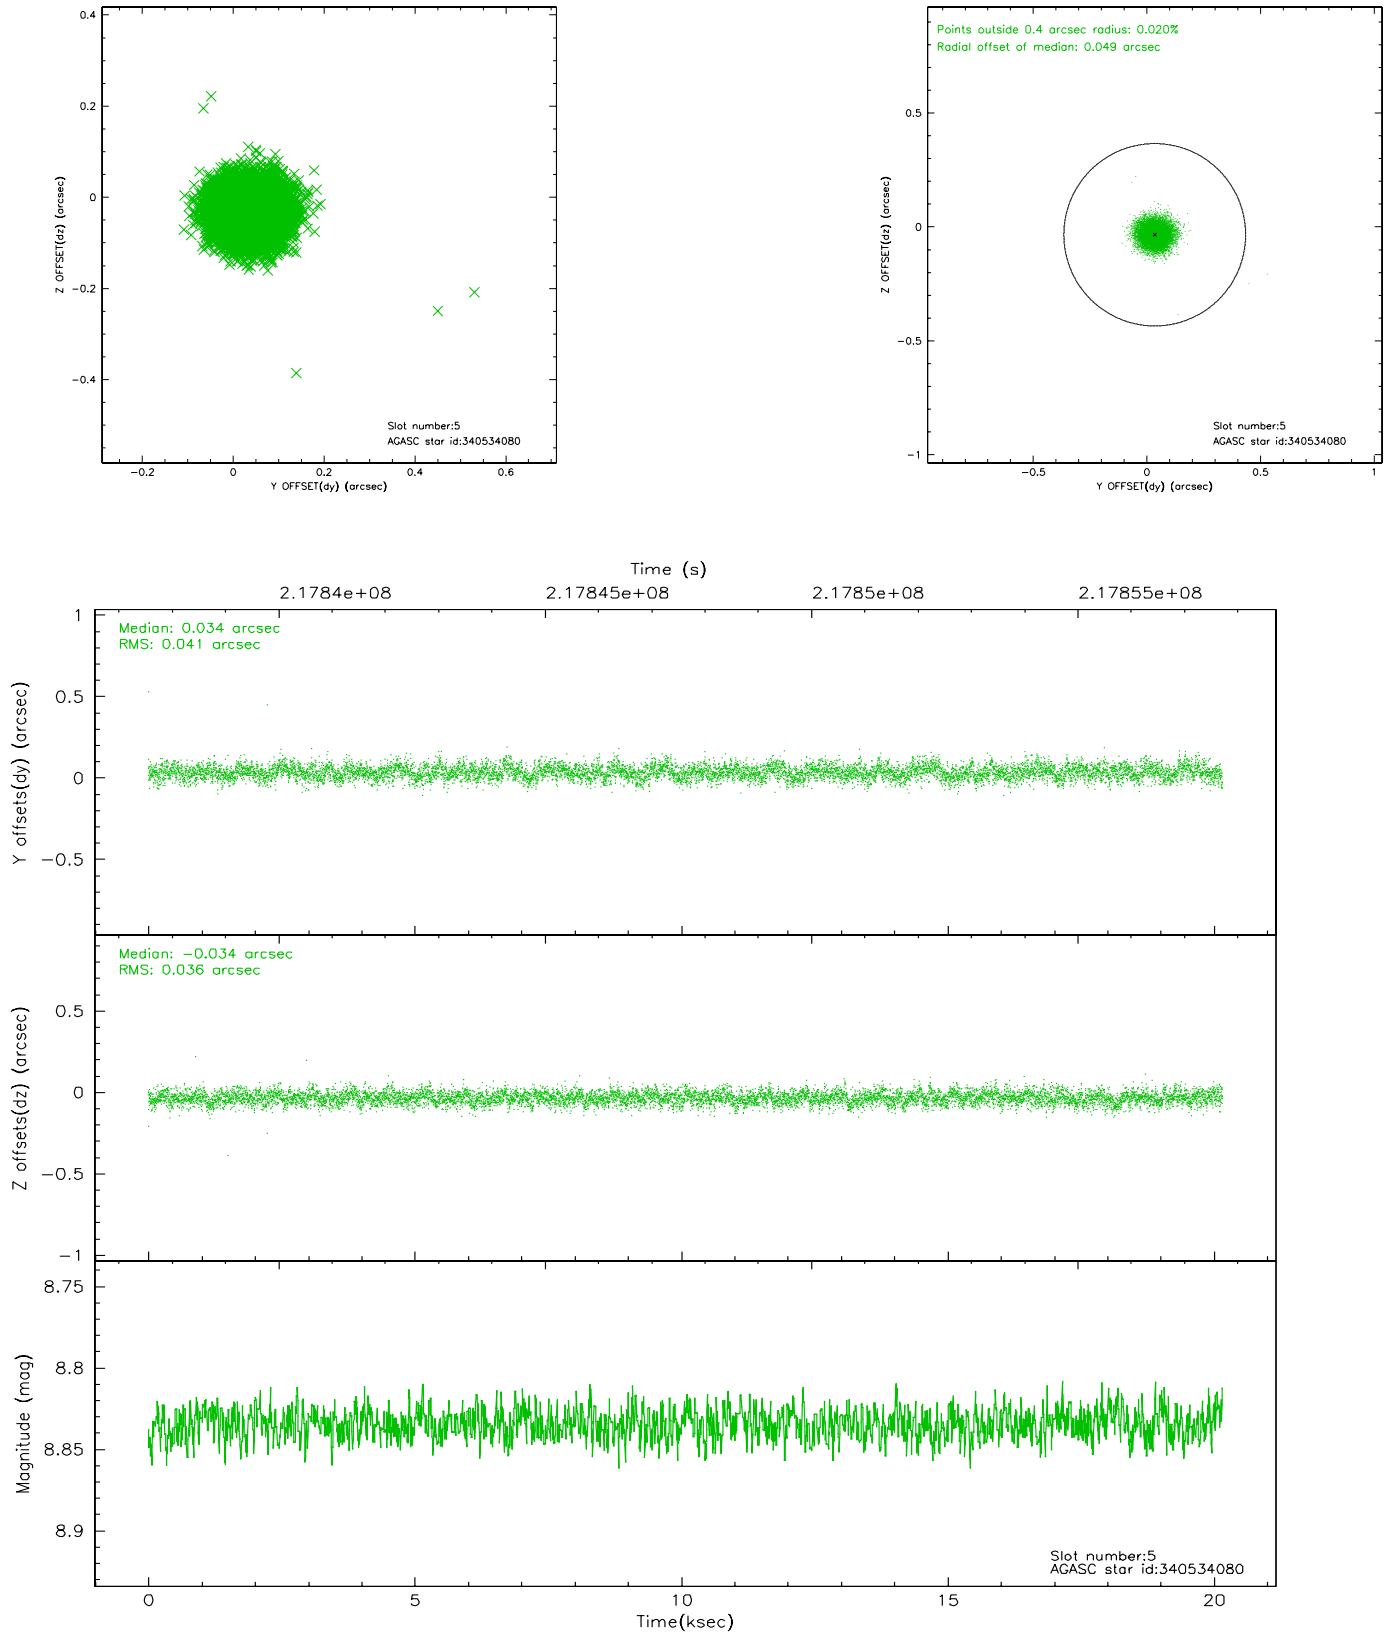 0.4
0.2
0
−0.2
−0.4
Z OFFSET(dz) (arcsec)
−0.2
0
0.2
0.4
0.6
Y OFFSET(dy) (arcsec)
Slot number:5
AGASC star id:340534080
Points outside 0.4 arcsec radius: 0.020%
Radial offset of median: 0.049 arcsec
0.5
0
−0.5
−1
Z OFFSET(dz) (arcsec)
−0.5
0
0.5
1
Y OFFSET(dy) (arcsec)
Slot number:5
AGASC star id:340534080
Time (s)
2.1784e+08
2.17845e+08
2.1785e+08
2.17855e+08
Median: 0.034 arcsec
RMS: 0.041 arcsec
1
0.5
0
−0.5
Y offsets(dy) (arcsec)
Median: −0.034 arcsec
RMS: 0.036 arcsec
0.5
0
−0.5
−1
Z offsets(dz) (arcsec)
8.75
8.8
8.85
8.9
Magnitude (mag)
Slot number:5
AGASC star id:340534080
0
5
10
15
20
Time(ksec)